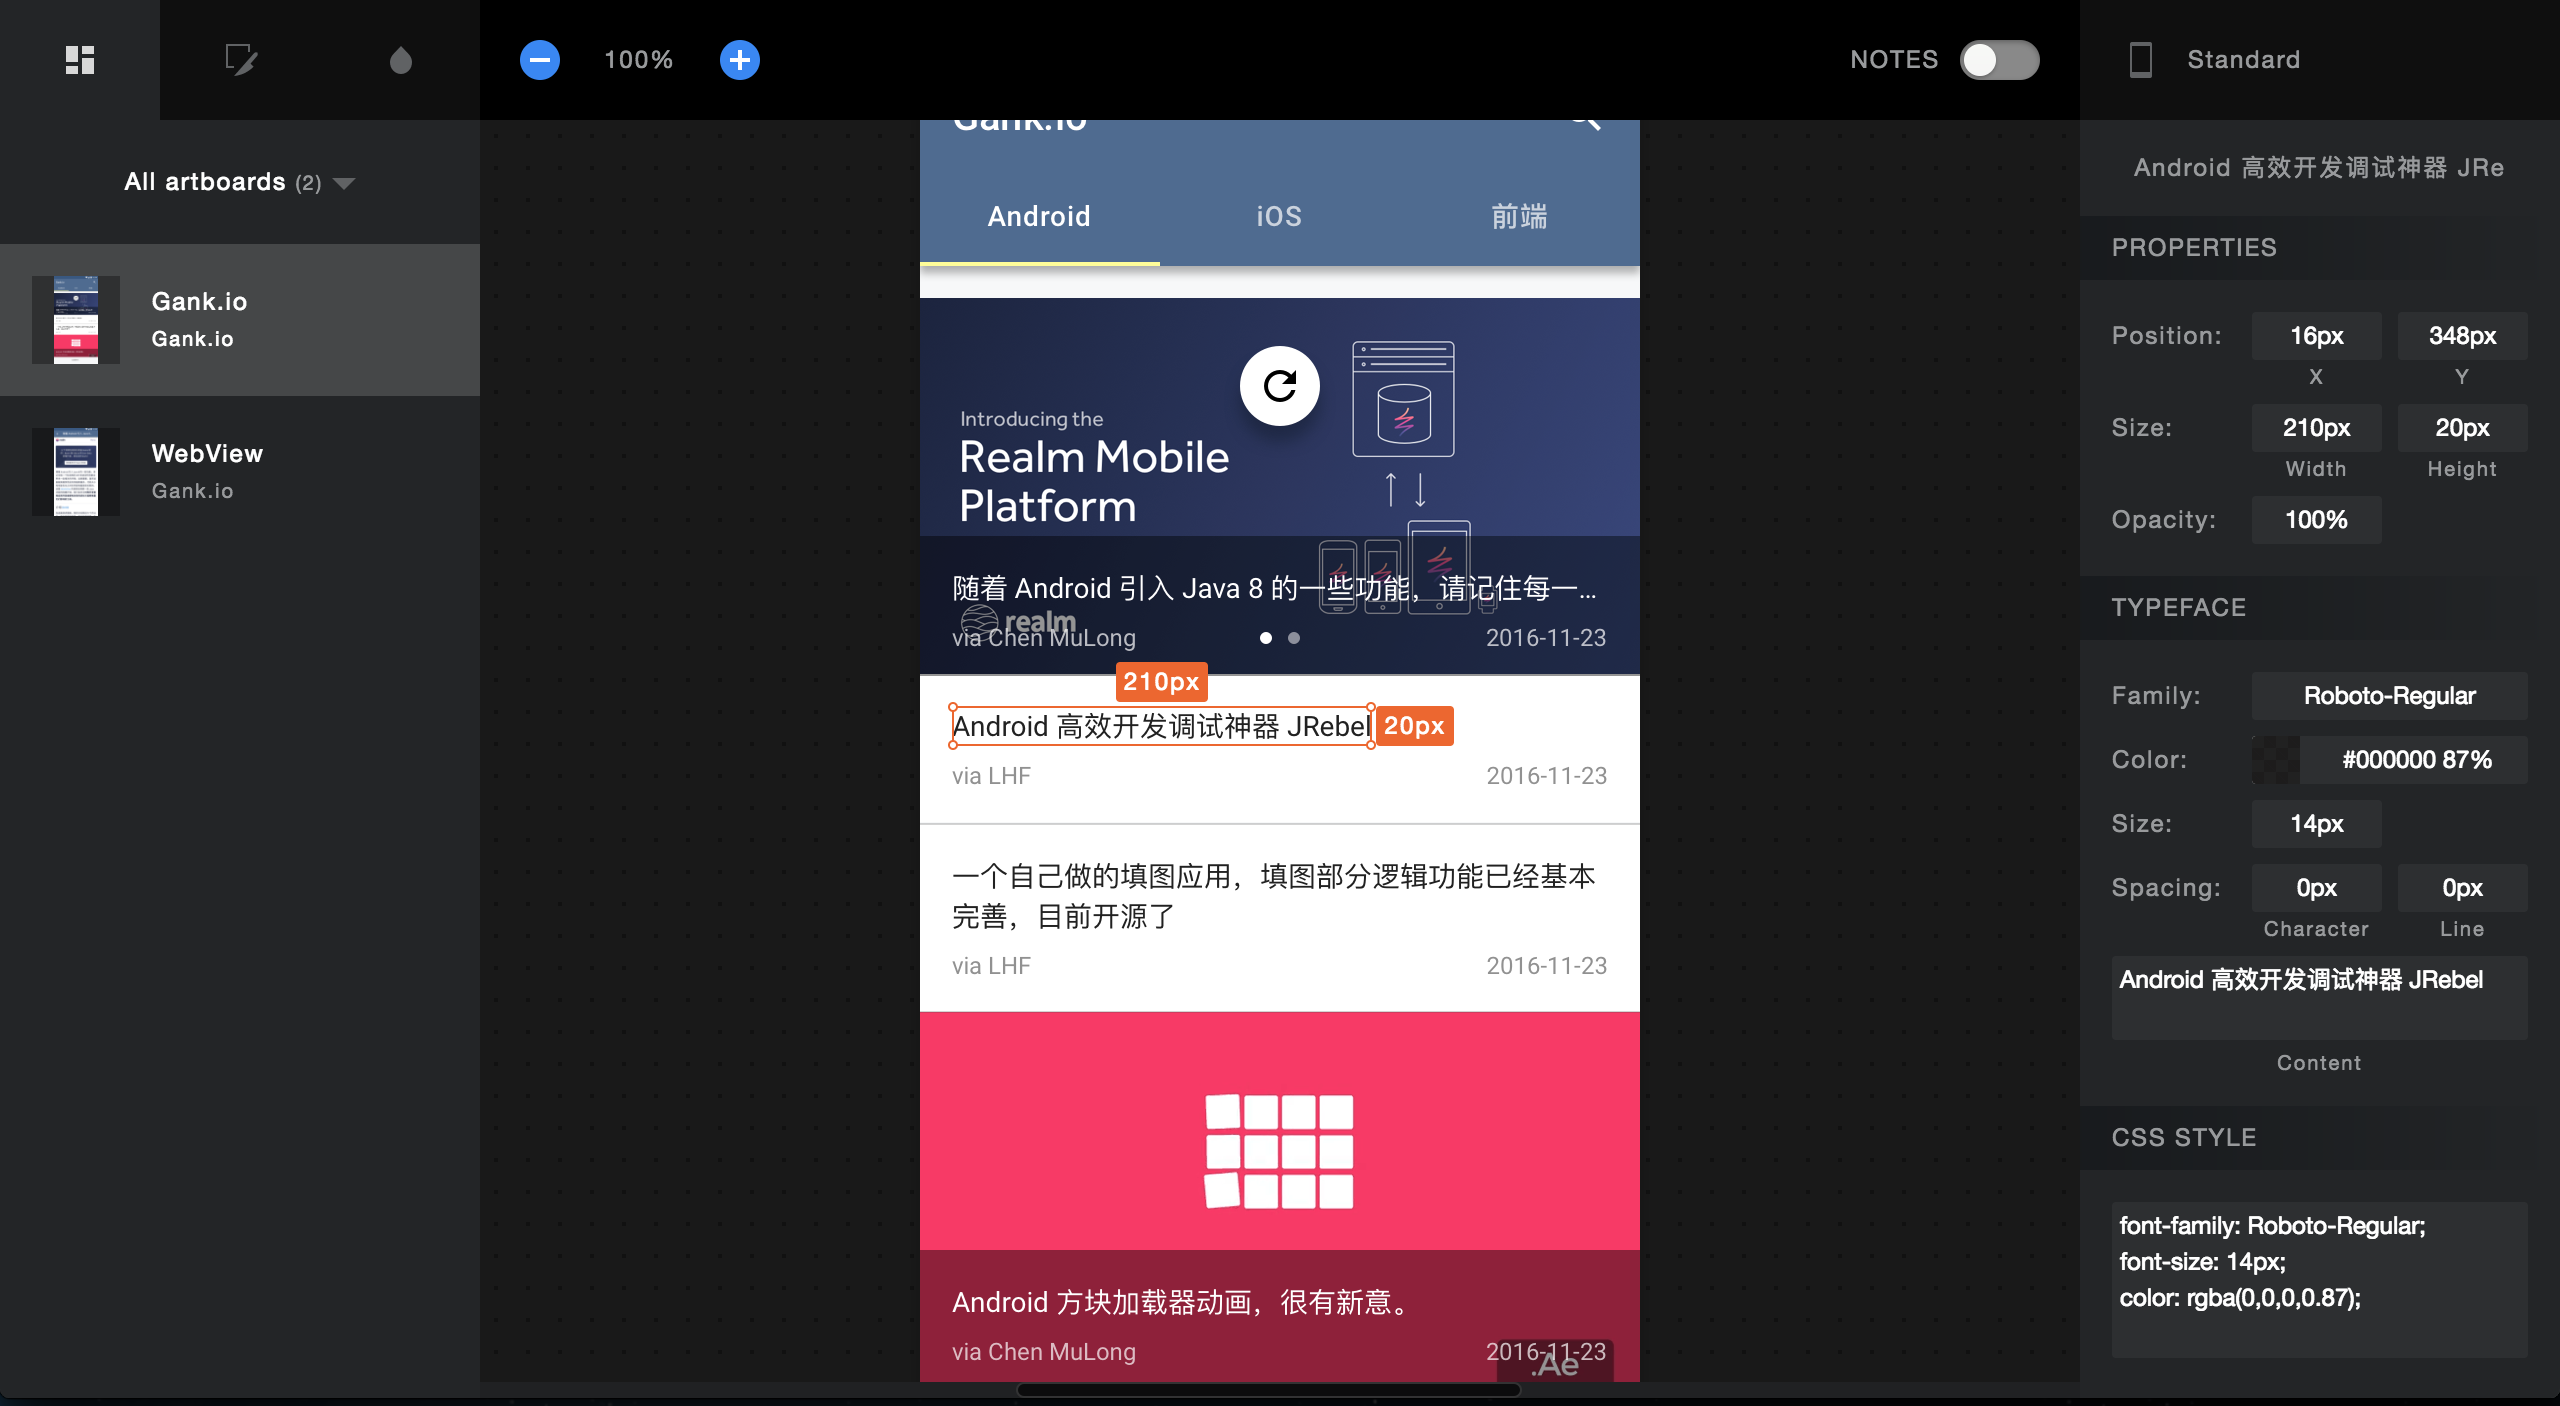 100%
NOTES
Standard
All artboards (2)
Gank.io
Gank.io
WebView
Gank.io
Gank.io
Android
iOS
前端
Introducing the
Realm Mobile
Platform
随着 Android 引入 Java 8 的一些功能，请记住每一...
realm
via Chen MuLong
2016-11-23
210px
Android 高效开发调试神器 JRebel
20px
via LHF
2016-11-23
一个自己做的填图应用，填图部分逻辑功能已经基本
完善，目前开源了
via LHF
2016-11-23
Android 方块加载器动画，很有新意。
via Chen MuLong
2016-11-23
.Ae
Android 高效开发调试神器 JRe
PROPERTIES
Position:
16px
348px
X
Y
Size:
210px
20px
Width
Height
Opacity:
100%
TYPEFACE
Family:
Roboto-Regular
Color:
#000000 87%
Size:
14px
Spacing:
0px
0px
Character
Line
Android 高效开发调试神器 JRebel
Content
CSS STYLE
font-family: Roboto-Regular;
font-size: 14px;
color: rgba(0,0,0,0.87);